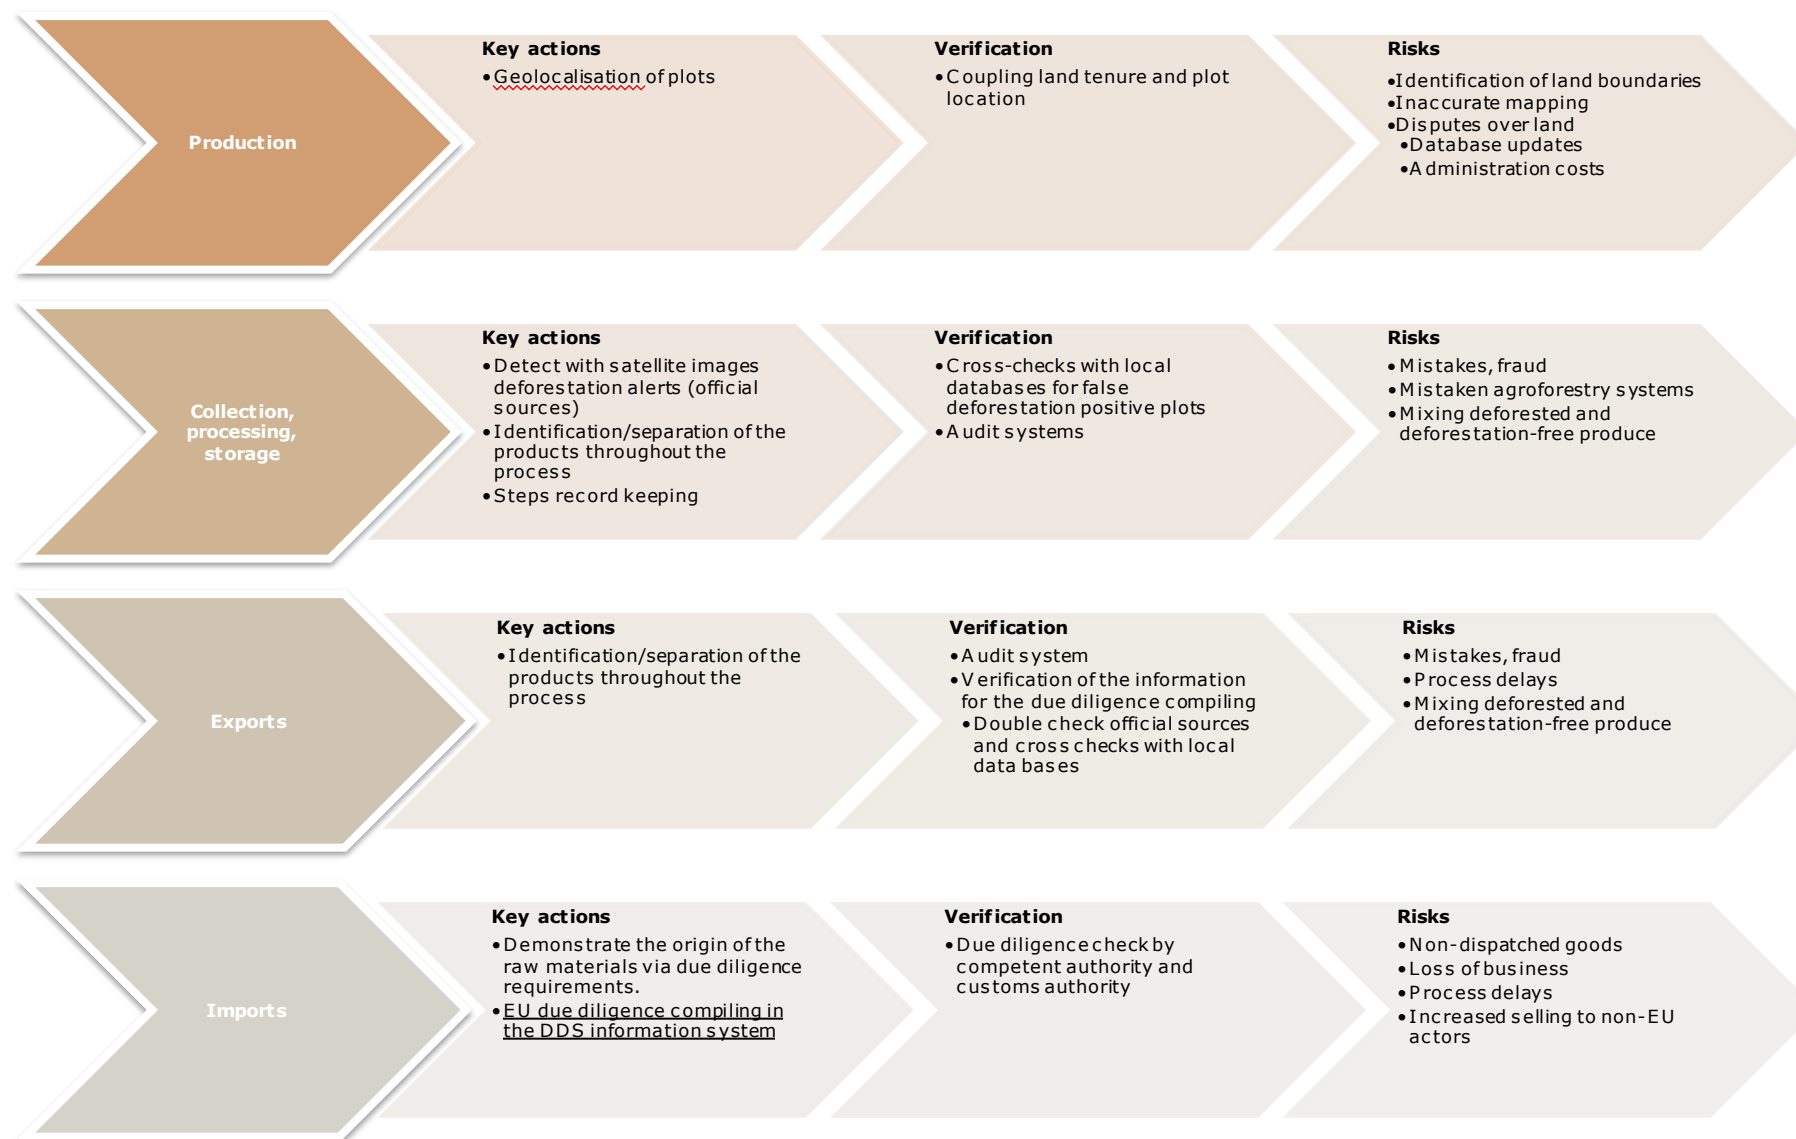 Production
Key actions
•Geolocalisation of plots
Verification
•Coupling land tenure and plot
location
Risks
•Identification of land boundaries
•Inaccurate mapping
•Disputes over land
•Database updates
•Administration costs
Collection,
processing,
storage
Key actions
•Detect with satellite images
deforestation alerts (official
sources)
•Identification/separation of the
products throughout the
process
•Steps record keeping
Verification
•Cross-checks with local
databases for false
deforestation positive plots
•Audit systems
Risks
•Mistakes, fraud
•Mistaken agroforestry systems
•Mixing deforested and
deforestation-free produce
Exports
Key actions
•Identification/separation of the
products throughout the
process
Verification
•Audit system
•Verification of the information
for the due diligence compiling
•Double check official sources
and cross checks with local
data bases
Risks
•Mistakes, fraud
•Process delays
•Mixing deforested and
deforestation-free produce
Imports
Key actions
•Demonstrate the origin of the
raw materials via due diligence
requirements.
•EU due diligence compiling in
the DDS information system
Verification
•Due diligence check by
competent authority and
customs authority
Risks
•Non-dispatched goods
•Loss of business
•Process delays
•Increased selling to non-EU
actors